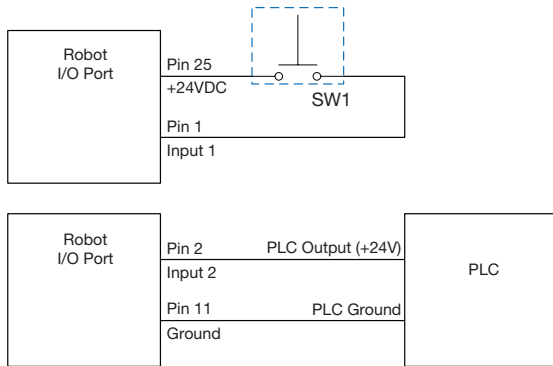 Robot
I/O Port
Pin 25
+24VDC
SW1
Pin 1
Input 1
Robot
I/O Port
Pin 2
PLC Output (+24V)
Input 2
PLC
Pin 11
PLC Ground
Ground